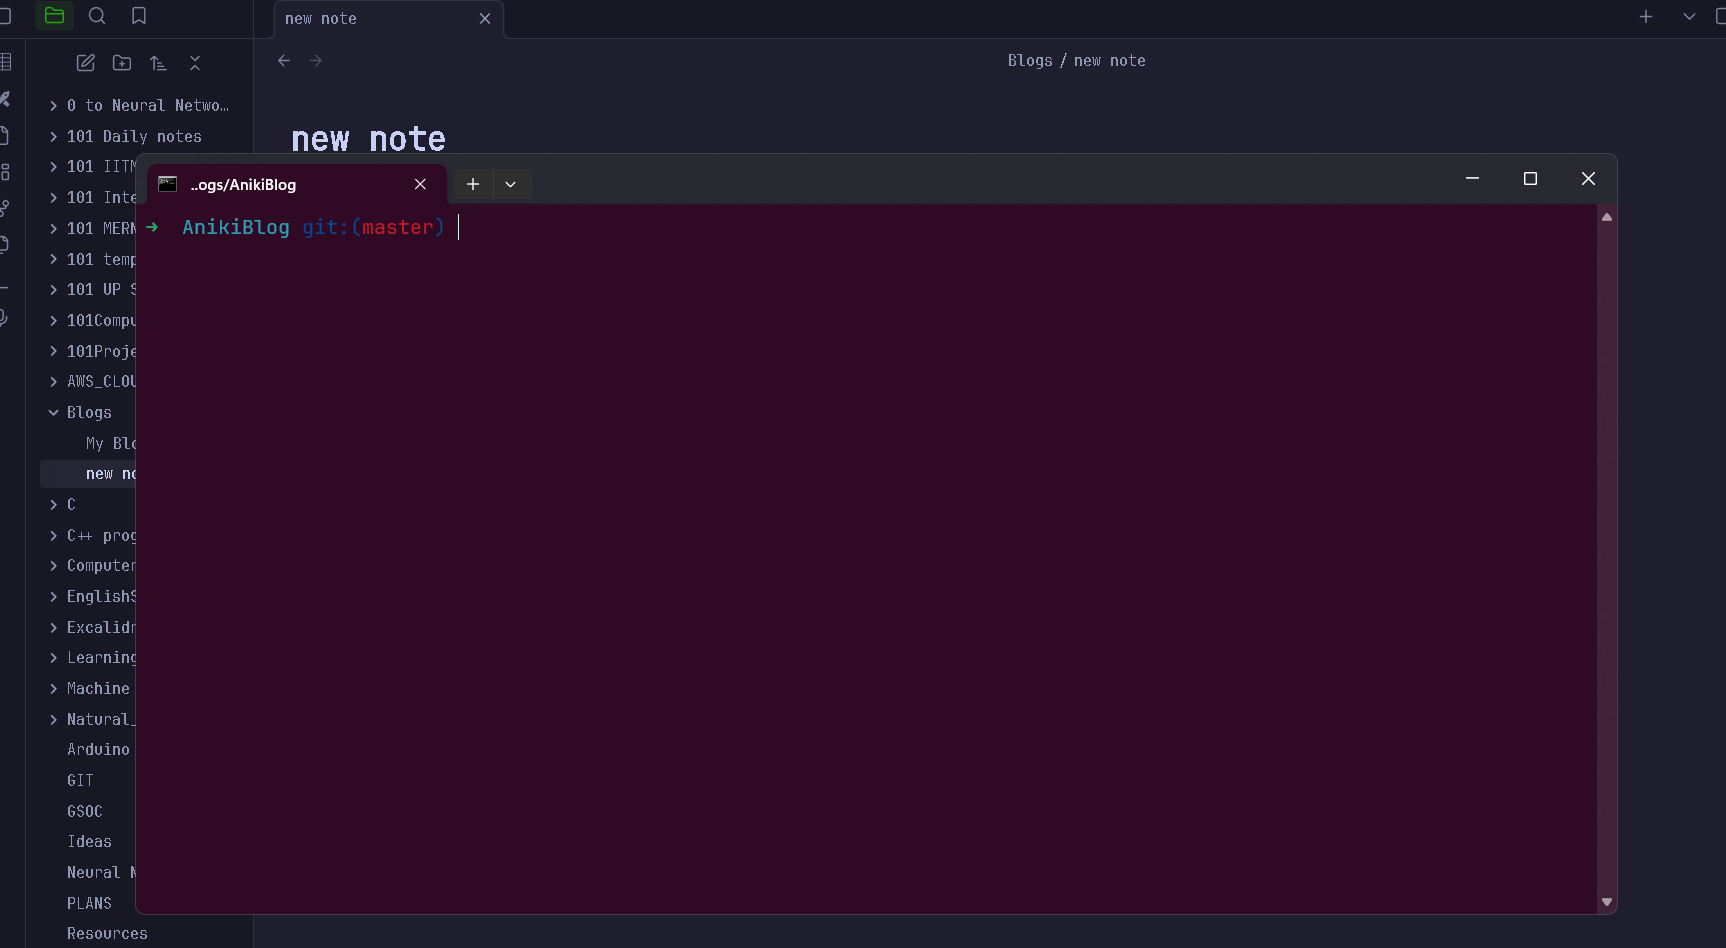 new note
Blogs / new note
0 to Neural Netwo…
101 Daily notes
new note
101 IITM
101 Inte
101 MERN
101 temp
101 UP S
101Compu
101Proje
AWS_CLOU
Blogs
My Blo
new no
C
C++ prog
Computer
EnglishS
Excalidr
Learning
Machine
Natural_
Arduino
GIT
GSOC
Ideas
Neural N
PLANS
Resources
..ogs/AnikiBlog
➜ AnikiBlog git:(master)